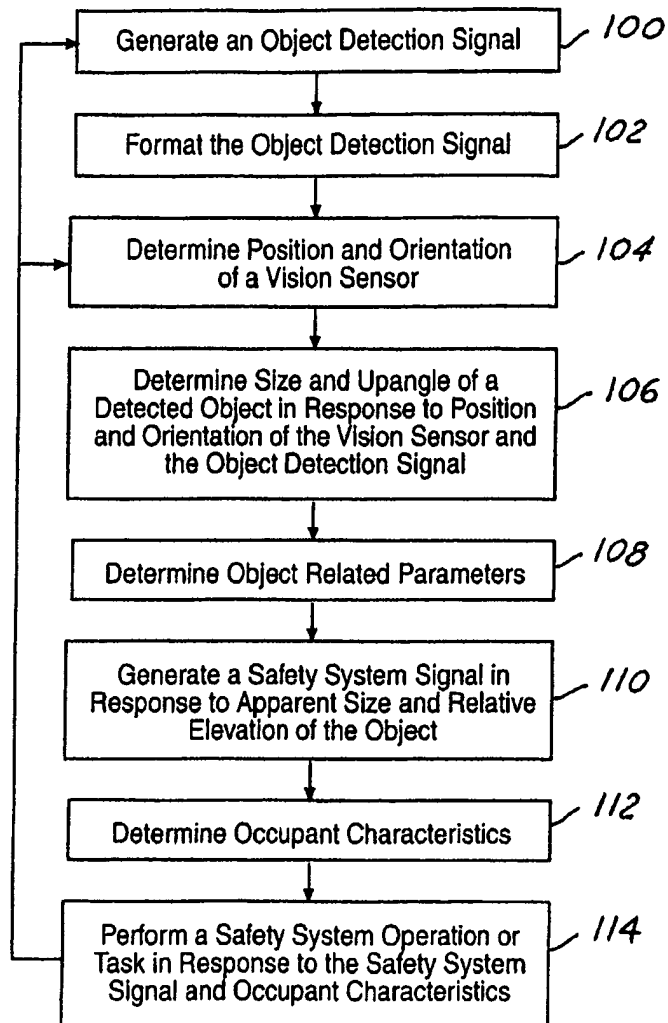 Generate an Object Detection Signal
100
Format the Object Detection Signal
102
Determine Position and Orientation
of a Vision Sensor
104
Determine Size and Upangle of a
Detected Object in Response to Position
and Orientation of the Vision Sensor and
the Object Detection Signal
106
Determine Object Related Parameters
108
Generate a Safety System Signal in
Response to Apparent Size and Relative
Elevation of the Object
110
Determine Occupant Characteristics
112
Perform a Safety System Operation or
Task in Response to the Safety System
Signal and Occupant Characteristics
114